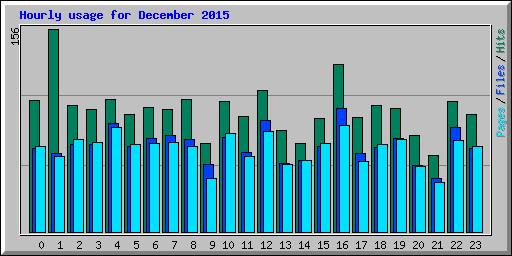 Hourly usage for December 2015
156
Pages/Files/Hits
0 1 2 3 4 5 6 7 8 9 10 11 12 13 14 15 16 17 18 19 20 21 22 23